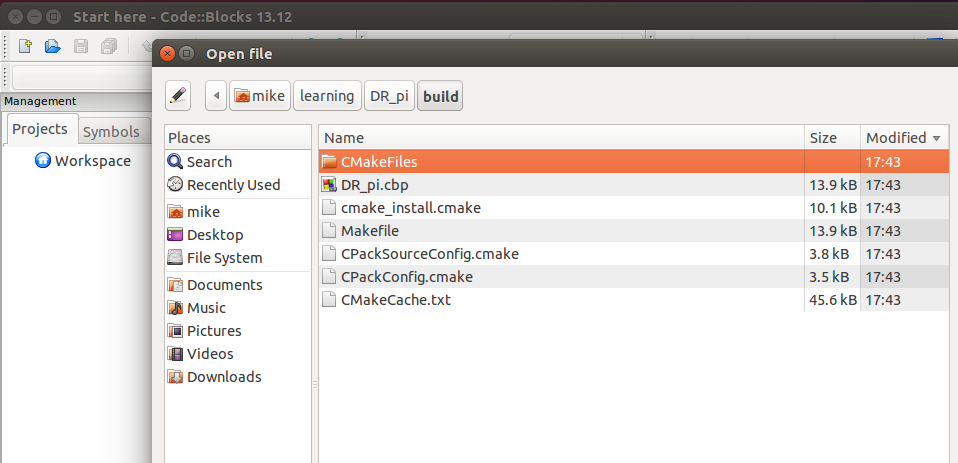 Start here - Code::Blocks 13.12
Open file
mike learning DR_pi build
Management
Projects Symbols
Workspace
Places
Search
Recently Used
mike
Desktop
File System
Documents
Music
Pictures
Videos
Downloads
Name Size Modified
CMakeFiles 17:43
DR_pi.cbp 13.9 kB 17:43
cmake_install.cmake 10.1 kB 17:43
Makefile 13.9 kB 17:43
CPackSourceConfig.cmake 3.8 kB 17:43
CPackConfig.cmake 3.5 kB 17:43
CMakeCache.txt 45.6 kB 17:43